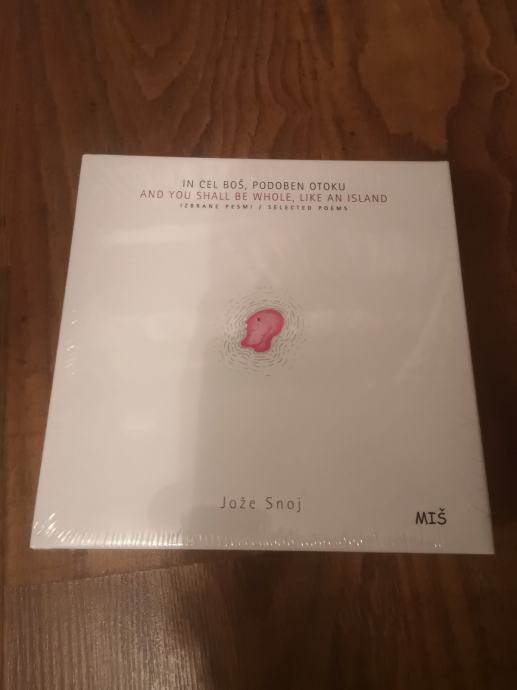 IN CEL BOŠ, PODOBEN OTOKU
AND YOU SHALL BE WHOLE, LIKE AN ISLAND
IZBRANE PESMI / SELECTED POEMS
Jože Snoj
MIŠ